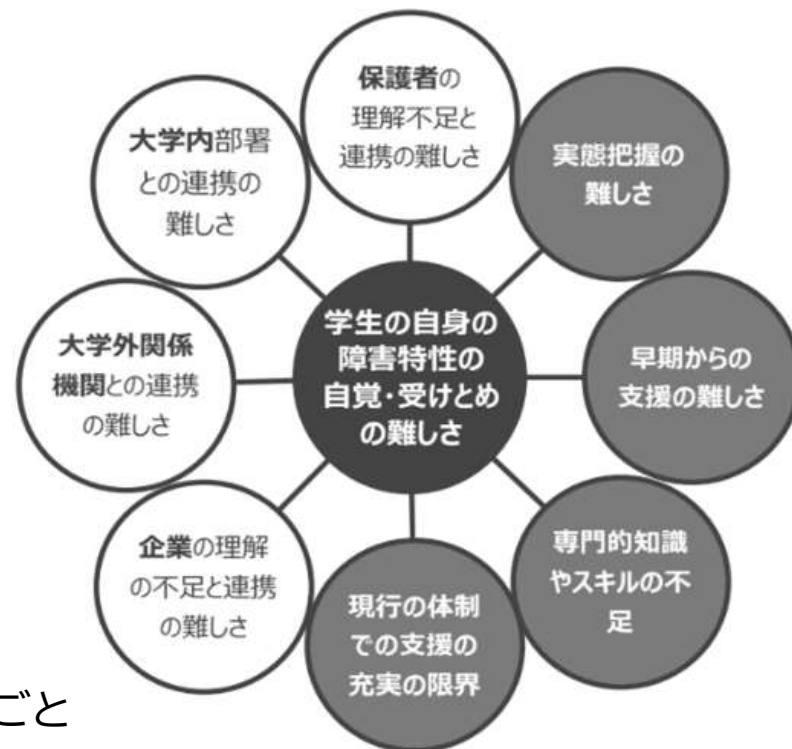 保護者の
理解不足と
連携の難しさ
実態把握の
難しさ
早期からの
支援の難しさ
専門的知識
やスキルの不
足
現行の体制
での支援の
充実の限界
企業の理解
の不足と連携
の難しさ
大学外関係
機関との連携
の難しさ
大学内部署
との連携の
難しさ
学生の自身の
障害特性の
自覚・受けとめ
の難しさ
ごと